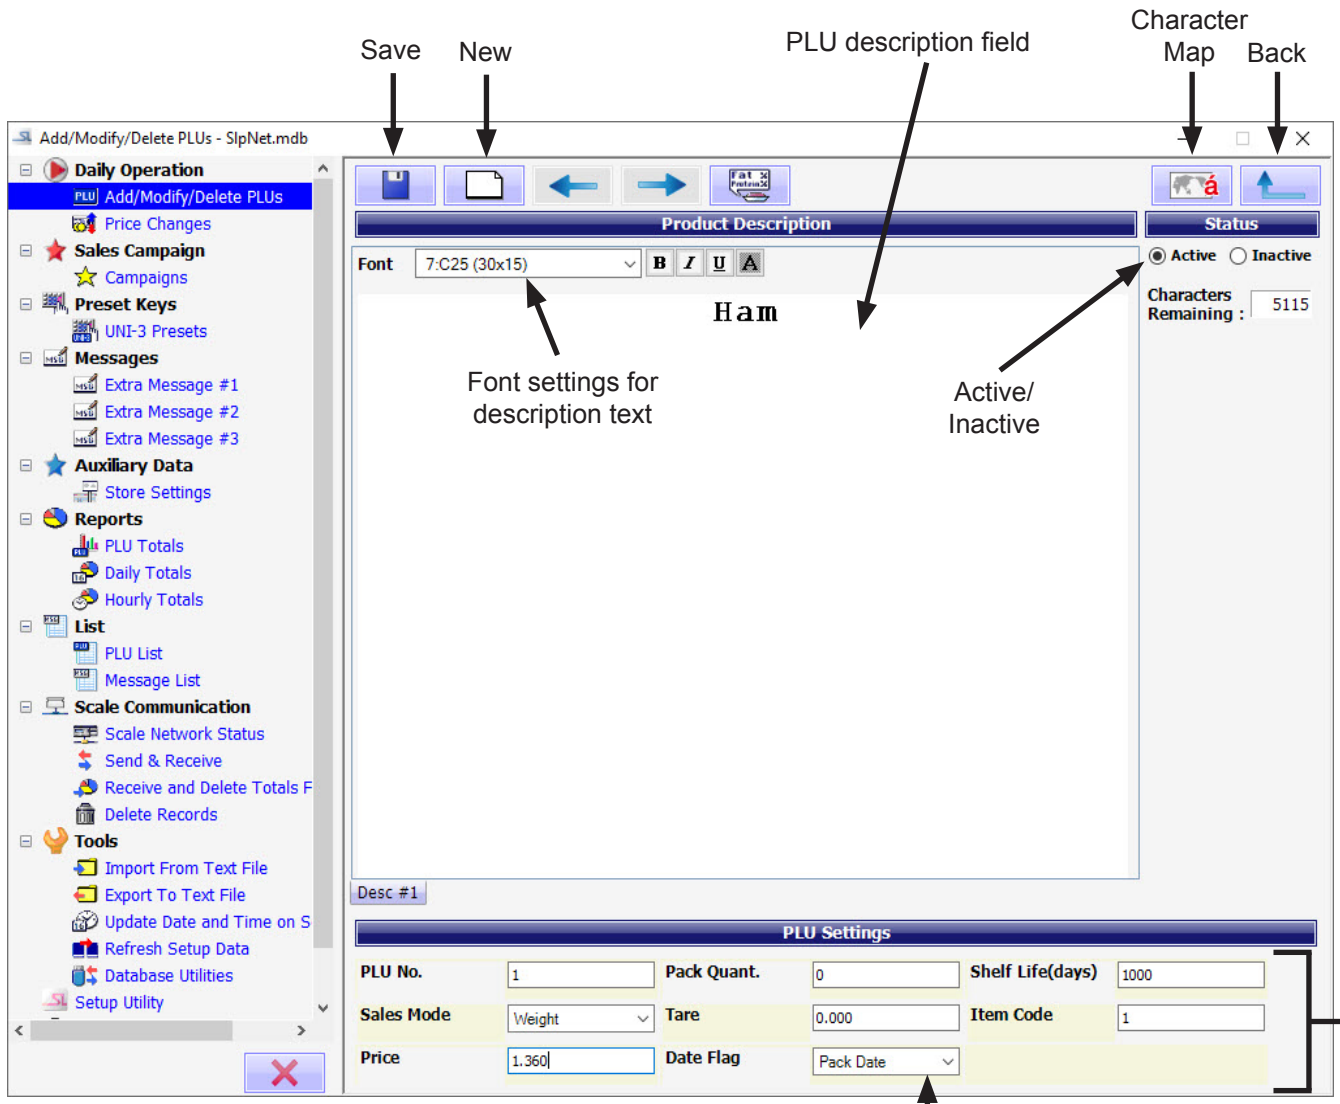 Save
New
PLU description field
Character
Map
Back
Add/Modify/Delete PLUs - SlpNet.mdb
Daily Operation
PLU Add/Modify/Delete PLUs
Price Changes
Sales Campaign
Campaigns
Preset Keys
UNI-3 Presets
Messages
Extra Message #1
Extra Message #2
Extra Message #3
Auxiliary Data
Store Settings
Reports
PLU Totals
Daily Totals
Hourly Totals
List
PLU List
Message List
Scale Communication
Scale Network Status
Send & Receive
Receive and Delete Totals F
Delete Records
Tools
Import From Text File
Export To Text File
Update Date and Time on S
Refresh Setup Data
Database Utilities
Setup Utility
Fat %
Protein%
á
Product Description
Status
Font 7:C25 (30x15) B I U A
Active Inactive
Characters
Remaining : 5115
Ham
Font settings for
description text
Active/
Inactive
Desc #1
PLU Settings
PLU No. 1 Pack Quant. 0 Shelf Life(days) 1000
Sales Mode Weight Tare 0.000 Item Code 1
Price 1.360 Date Flag Pack Date